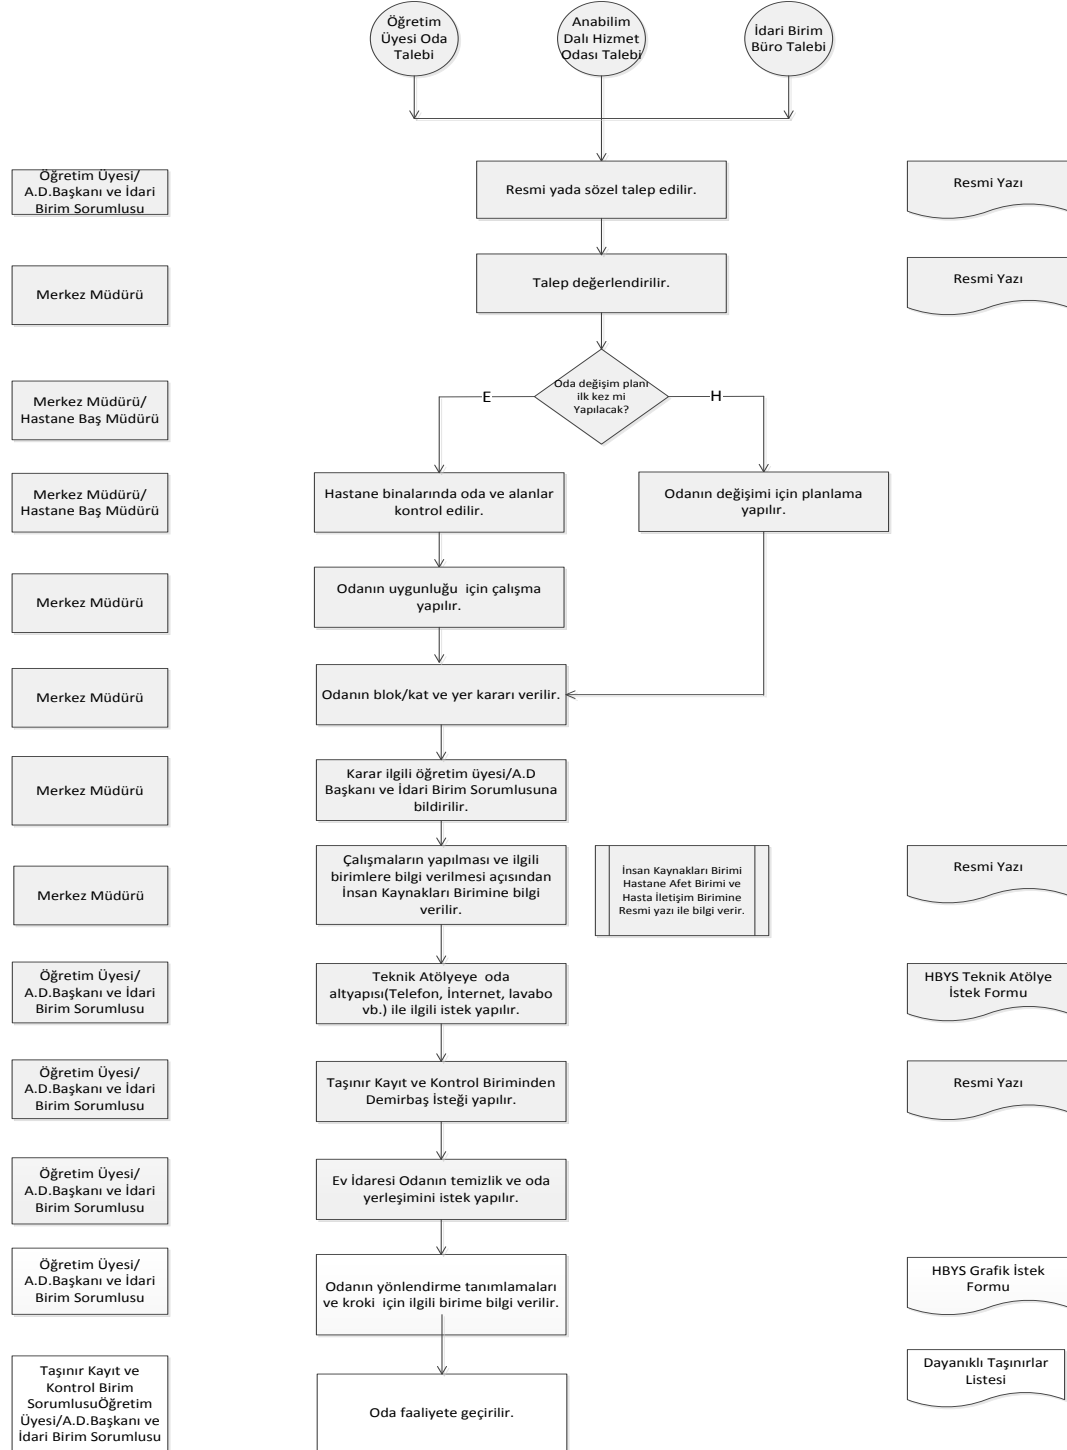 Öğretim
Üyesi Oda
Talebi
Anabilim
Dalı Hizmet
Odası Talebi
İdari Birim
Büro Talebi
Öğretim Üyesi/
A.D.Başkanı ve İdari
Birim Sorumlusu
Resmi yada sözel talep edilir.
Resmi Yazı
Merkez Müdürü
Talep değerlendirilir.
Resmi Yazı
Merkez Müdürü/
Hastane Baş Müdürü
Oda değişim planı
ilk kez mi
Yapılacak?
E
H
Merkez Müdürü/
Hastane Baş Müdürü
Hastane binalarında oda ve alanlar
kontrol edilir.
Odanın değişimi için planlama
yapılır.
Merkez Müdürü
Odanın uygunluğu  için çalışma
yapılır.
Merkez Müdürü
Odanın blok/kat ve yer kararı verilir.
Merkez Müdürü
Karar ilgili öğretim üyesi/A.D
Başkanı ve İdari Birim Sorumlusuna
bildirilir.
Merkez Müdürü
Çalışmaların yapılması ve ilgili
birimlere bilgi verilmesi açısından
İnsan Kaynakları Birimine bilgi
verilir.
İnsan Kaynakları Birimi
Hastane Afet Birimi ve
Hasta İletişim Birimine
Resmi yazı ile bilgi verir.
Resmi Yazı
Öğretim Üyesi/
A.D.Başkanı ve İdari
Birim Sorumlusu
Teknik Atölyeye  oda
altyapısı(Telefon, İnternet, lavabo
vb.) ile ilgili istek yapılır.
HBYS Teknik Atölye
İstek Formu
Öğretim Üyesi/
A.D.Başkanı ve İdari
Birim Sorumlusu
Taşınır Kayıt ve Kontrol Biriminden
Demirbaş İsteği yapılır.
Resmi Yazı
Öğretim Üyesi/
A.D.Başkanı ve İdari
Birim Sorumlusu
Ev İdaresi Odanın temizlik ve oda
yerleşimini istek yapılır.
Öğretim Üyesi/
A.D.Başkanı ve İdari
Birim Sorumlusu
Odanın yönlendirme tanımlamaları
ve kroki  için ilgili birime bilgi verilir.
HBYS Grafik İstek
Formu
Taşınır Kayıt ve
Kontrol Birim
SorumlusuÖğretim
Üyesi/A.D.Başkanı ve
İdari Birim Sorumlusu
Oda faaliyete geçirilir.
Dayanıklı Taşınırlar
Listesi